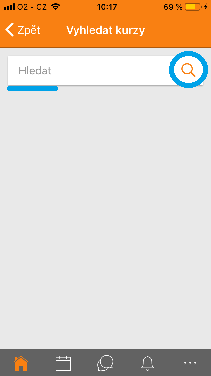 O2 - CZ 10:17 69 %
Zpět Vyhledat kurzy
Hledat